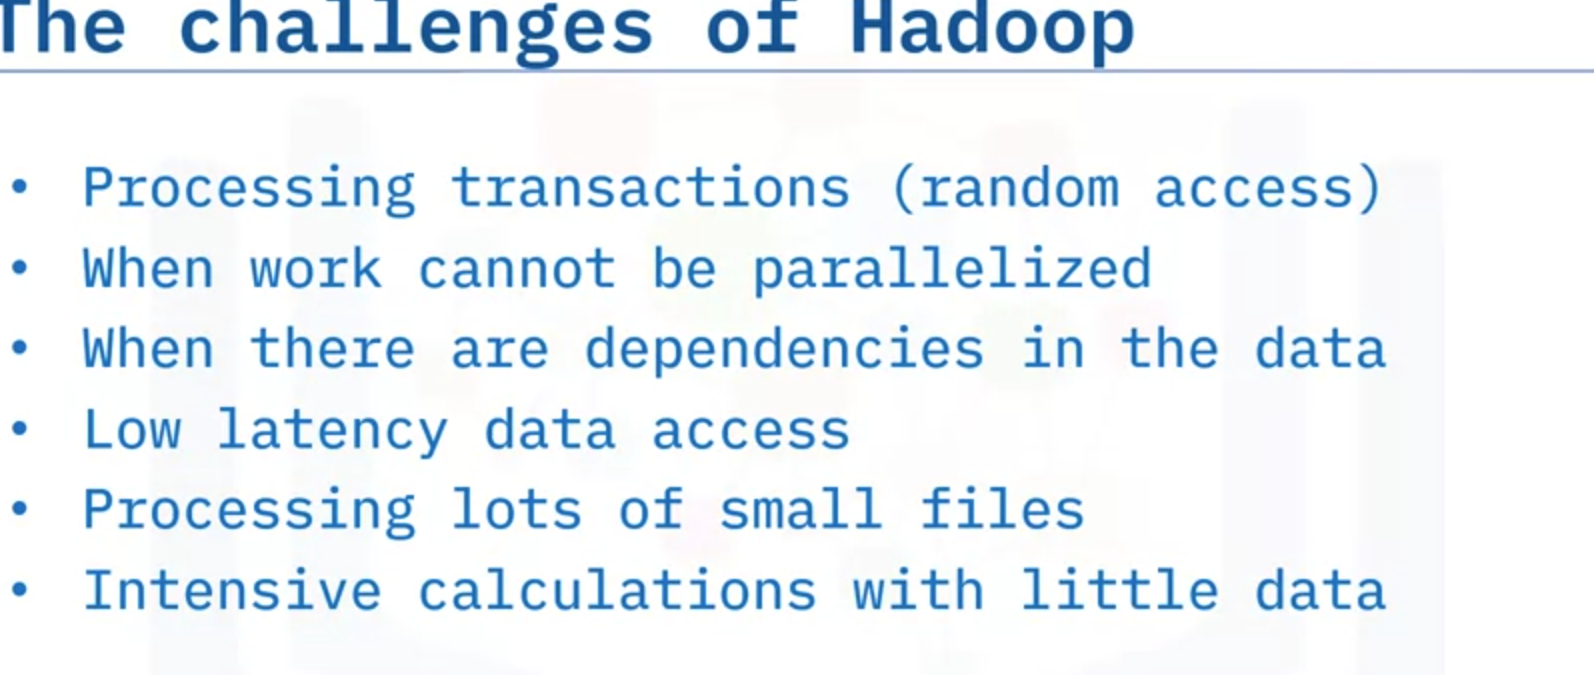 The challenges of Hadoop
• Processing transactions (random access)
• When work cannot be parallelized
• When there are dependencies in the data
• Low latency data access
• Processing lots of small files
• Intensive calculations with little data